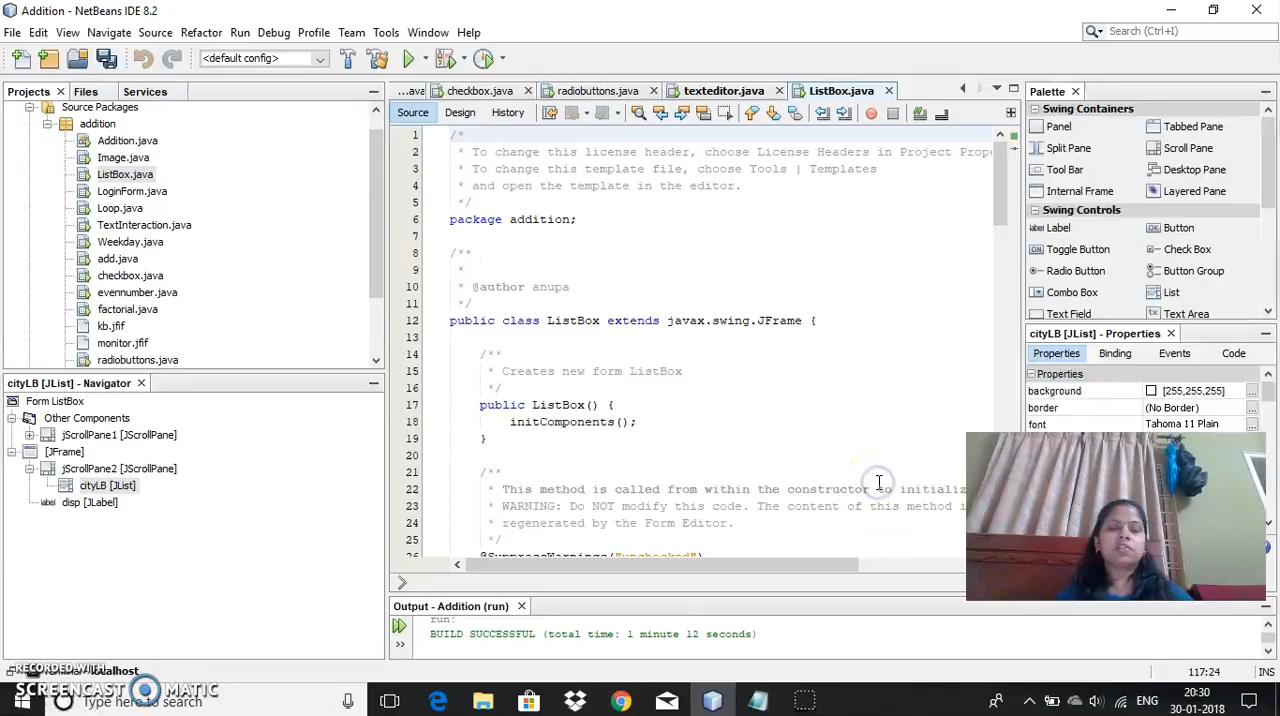 Addition - NetBeans IDE 8.2
File Edit View Navigate Source Refactor Run Debug Profile Team Tools Window Help
Search (Ctrl+I)
<default config>
Projects Files Services
Source Packages
addition
Addition.java
Image.java
ListBox.java
LoginForm.java
Loop.java
TextInteraction.java
Weekday.java
add.java
checkbox.java
evennumber.java
factorial.java
kb.jfif
monitor.jfif
radiobuttons.java
cityLB [JList] - Navigator
Form ListBox
Other Components
jScrollPane1 [JScrollPane]
[JFrame]
jScrollPane2 [JScrollPane]
cityLB [JList]
disp [JLabel]
...ava checkbox.java radiobuttons.java texteditor.java ListBox.java
Source Design History
1 /*
2 * To change this license header, choose License Headers in Project Prop
3 * To change this template file, choose Tools | Templates
4 * and open the template in the editor.
5 */
6 package addition;
7
8 /**
9 *
10 * @author anupa
11 */
12 public class ListBox extends javax.swing.JFrame {
13
14 /**
15 * Creates new form ListBox
16 */
17 public ListBox() {
18 initComponents();
19 }
20
21 /**
22 * This method is called from within the constructor to initializ
23 * WARNING: Do NOT modify this code. The content of this method i
24 * regenerated by the Form Editor.
25 */
26 @SuppressWarnings("unchecked")
Output - Addition (run)
run:
BUILD SUCCESSFUL (total time: 1 minute 12 seconds)
Palette
Swing Containers
Panel Tabbed Pane
Split Pane Scroll Pane
Tool Bar Desktop Pane
Internal Frame Layered Pane
Swing Controls
Label Button
Toggle Button Check Box
Radio Button Button Group
Combo Box List
Text Field Text Area
cityLB [JList] - Properties
Properties Binding Events Code
Properties
background [255,255,255]
border (No Border)
font Tahoma 11 Plain
localhost
117:24 INS
RECORDED WITH
SCREENCAST MATIC
Type here to search
ENG
20:30
30-01-2018